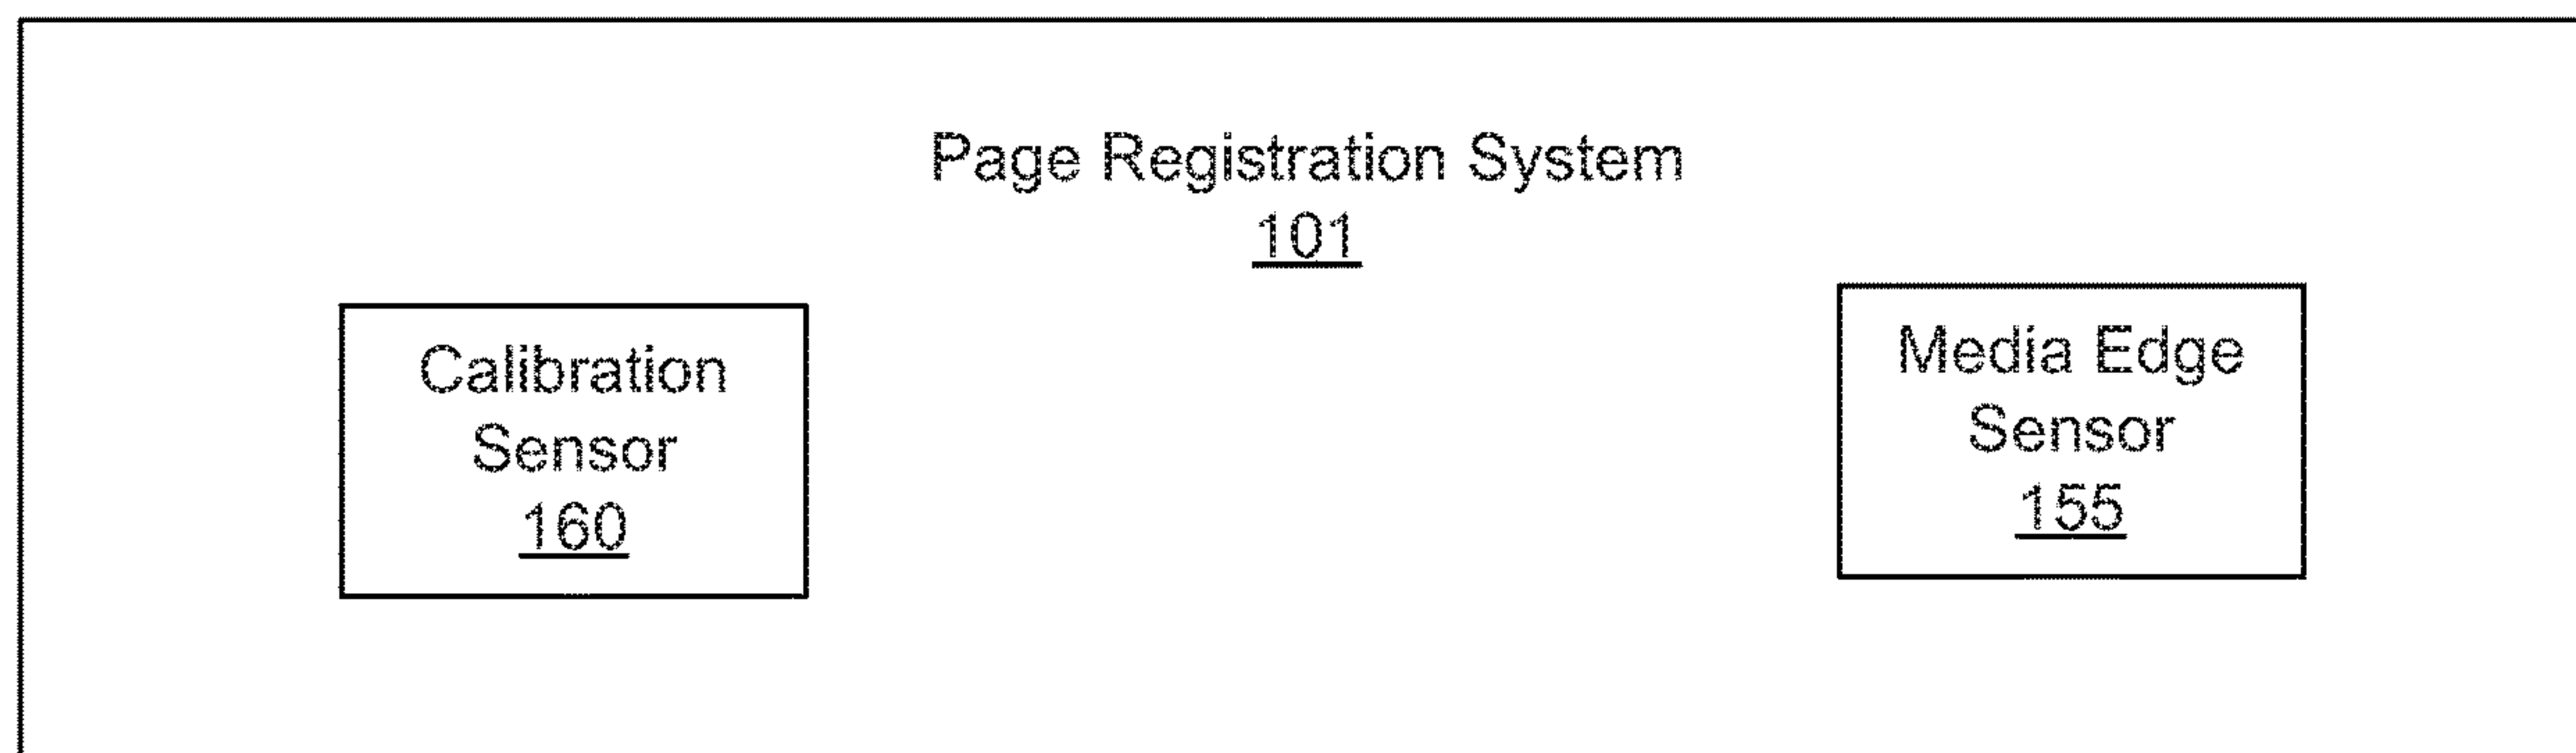 Page Registration System
101
Calibration
Sensor
160
Media Edge
Sensor
155